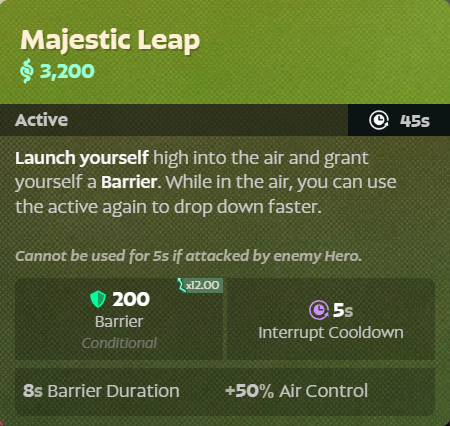 Majestic Leap
3,200
Active
45s
Launch yourself high into the air and grant
yourself a Barrier. While in the air, you can use
the active again to drop down faster.
Cannot be used for 5s if attacked by enemy Hero.
x12.00
200
Barrier
Conditional
5s
Interrupt Cooldown
8s Barrier Duration
+50% Air Control